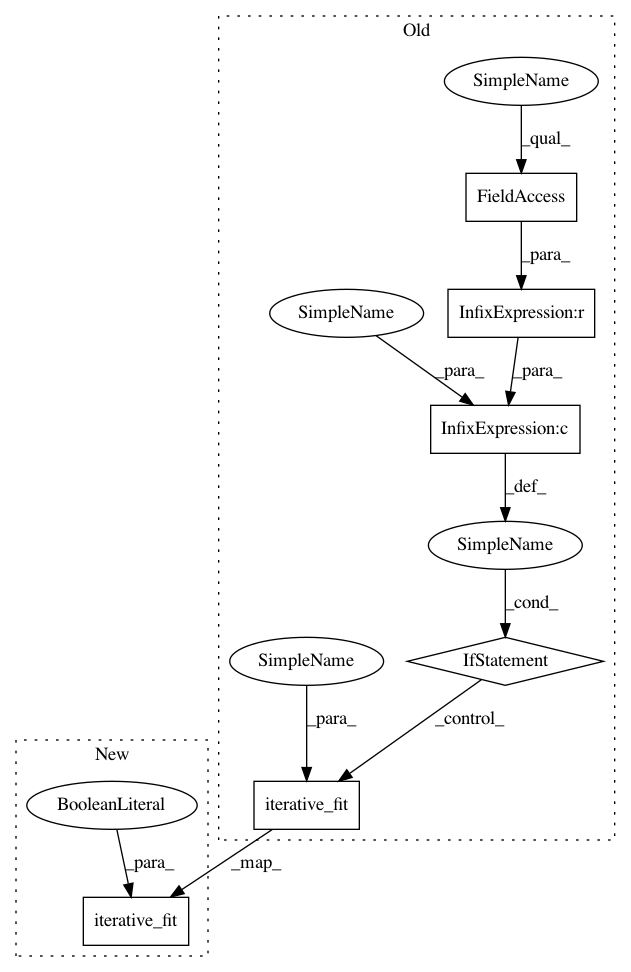 Old
SimpleName
_qual_
FieldAccess
_para_
SimpleName
InfixExpression:r
_para_
_para_
InfixExpression:c
_def_
SimpleName
_cond_
SimpleName
IfStatement
_para_
_control_
New
BooleanLiteral
iterative_fit
_para_
_map_
iterative_fit